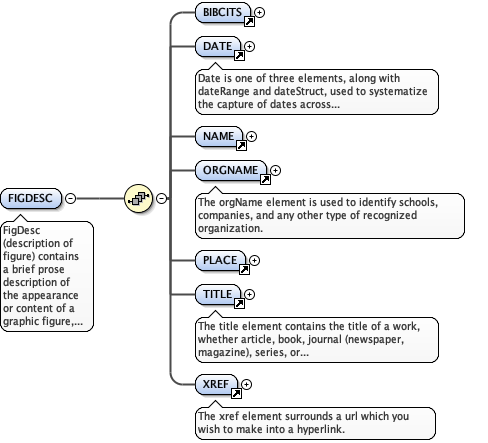 BIBCITS
DATE
Date is one of three elements, along with
dateRange and dateStruct, used to systematize
the capture of dates across...
NAME
ORGNAME
The orgName element is used to identify schools,
companies, and any other type of recognized
organization.
FIGDESC
FigDesc
(description of
figure) contains
a brief prose
description of
the appearance
or content of a
graphic figure,...
PLACE
TITLE
The title element contains the title of a work,
whether article, book, journal (newspaper,
magazine), series, or...
XREF
The xref element surrounds a url which you
wish to make into a hyperlink.